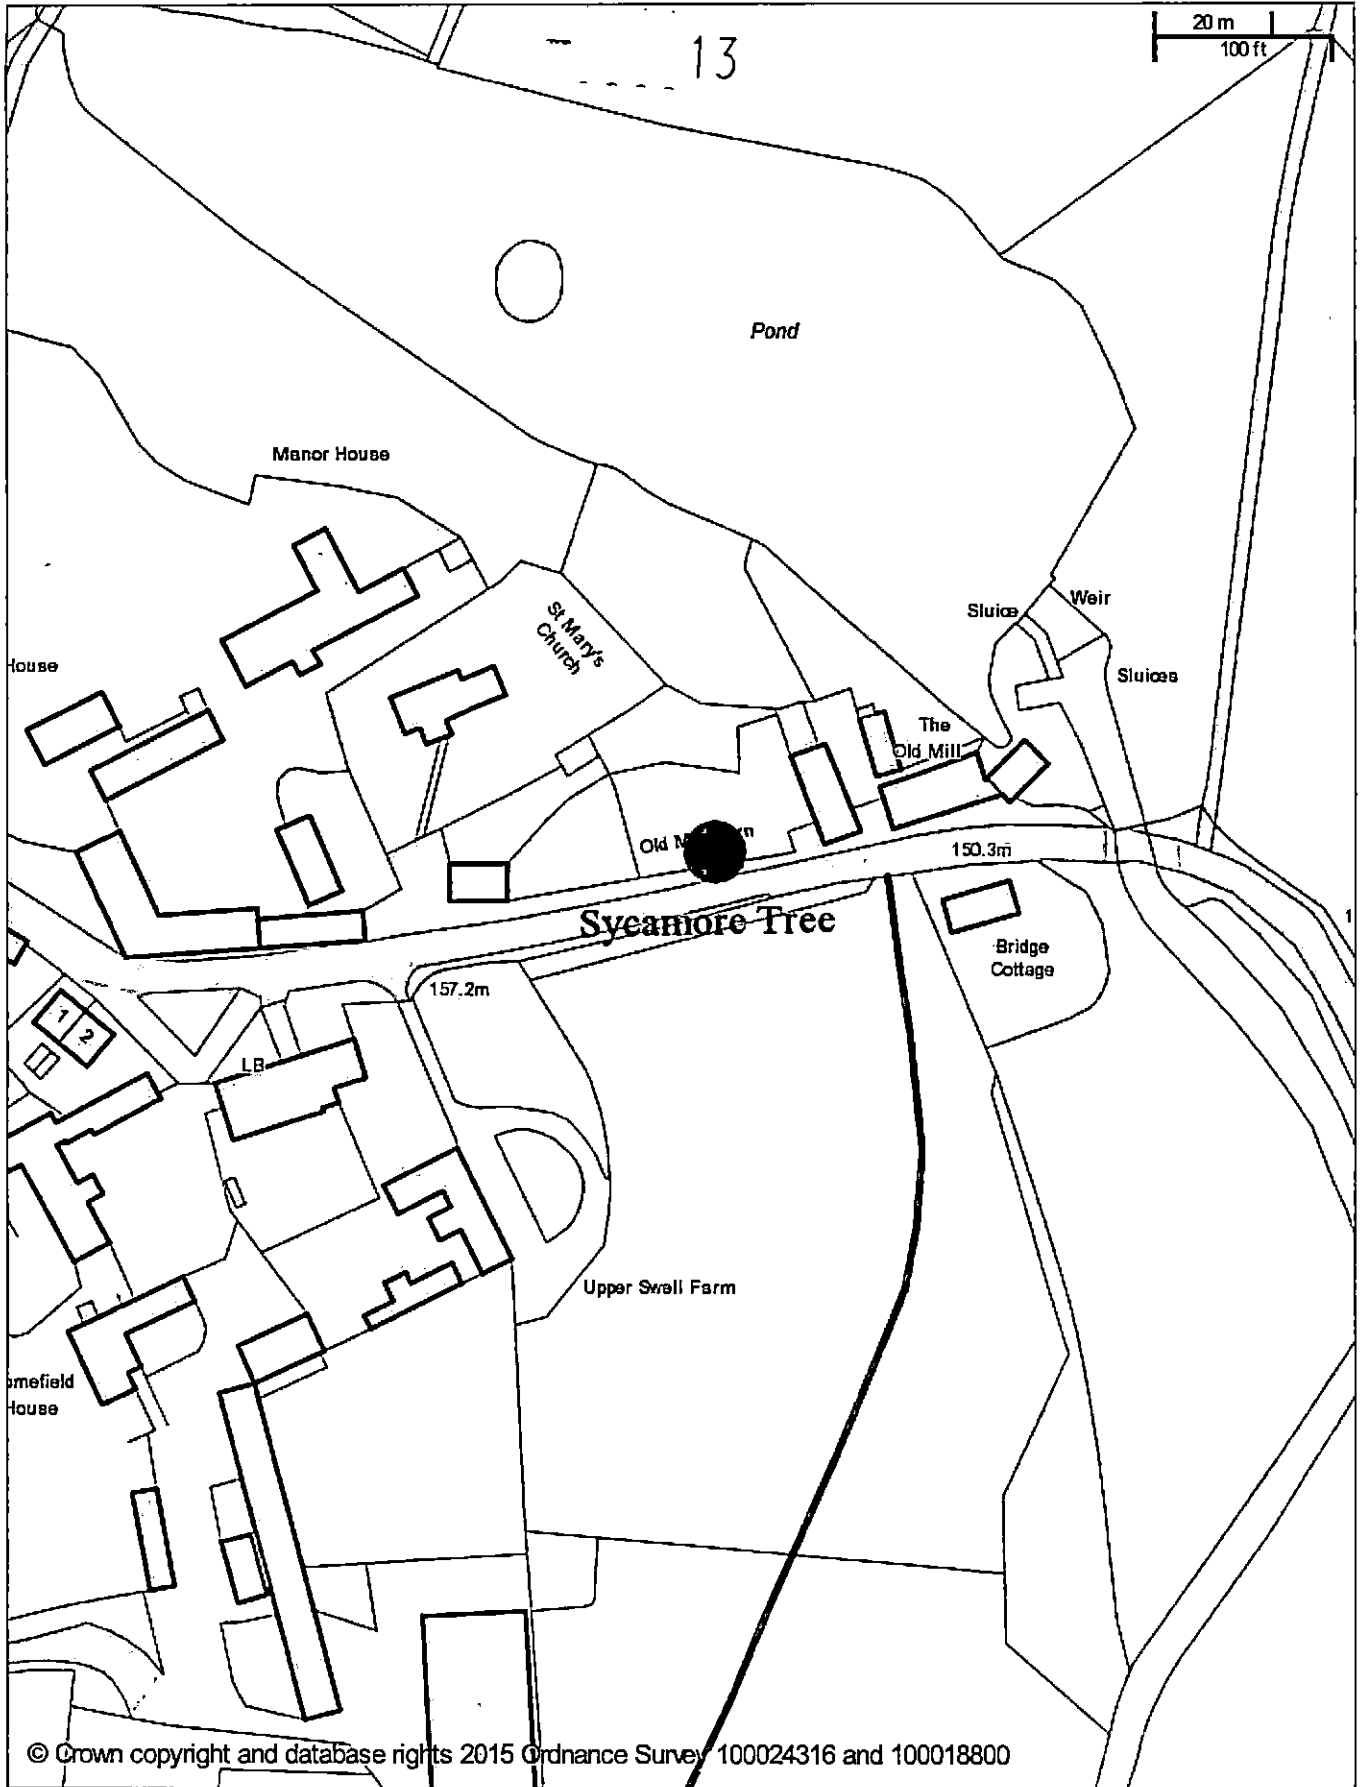 20 m
100 ft
13
Pond
Manor House
St Mary's
Church
Sluice
Weir
Sluices
House
The
Old Mill
Old
150.3m
Sycamore Tree
Bridge
Cottage
157.2m
1
2
LB
Upper Swell Farm
House
© Crown copyright and database rights 2015 Ordnance Survey 100024316 and 100018800